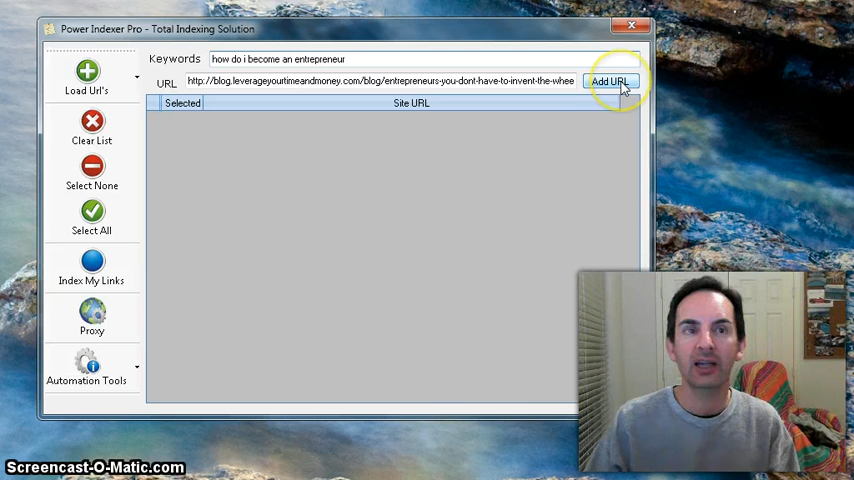 Power Indexer Pro - Total Indexing Solution
Keywords how do i become an entrepreneur
URL http://blog.leverageyourtimeandmoney.com/blog/entrepreneurs-you-dont-have-to-invent-the-whee Add URL
Selected Site URL
Load Url's
Clear List
Select None
Select All
Index My Links
Proxy
Automation Tools
Screencast-O-Matic.com